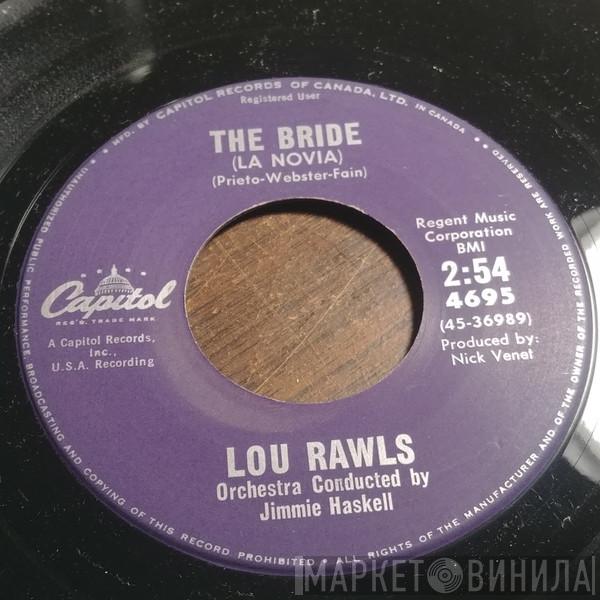 MFD. BY CAPITOL RECORDS OF CANADA, LTD. IN CANADA
Registered User
THE BRIDE
(LA NOVIA)
(Prieto-Webster-Fain)
Regent Music
Corporation
BMI
2:54
4695
(45-36989)
Produced by:
Nick Venet
Capitol
REG'D. TRADE MARK
A Capitol Records,
Inc.,
U.S.A. Recording
LOU RAWLS
Orchestra Conducted by
Jimmie Haskell
UNAUTHORIZED PUBLIC PERFORMANCE, BROADCASTING AND COPYING OF THIS RECORD PROHIBITED • ALL RIGHTS OF THE MANUFACTURER AND OF THE OWNER OF THE RECORDED WORK ARE RESERVED
МАРКЕТ ВИНИЛА